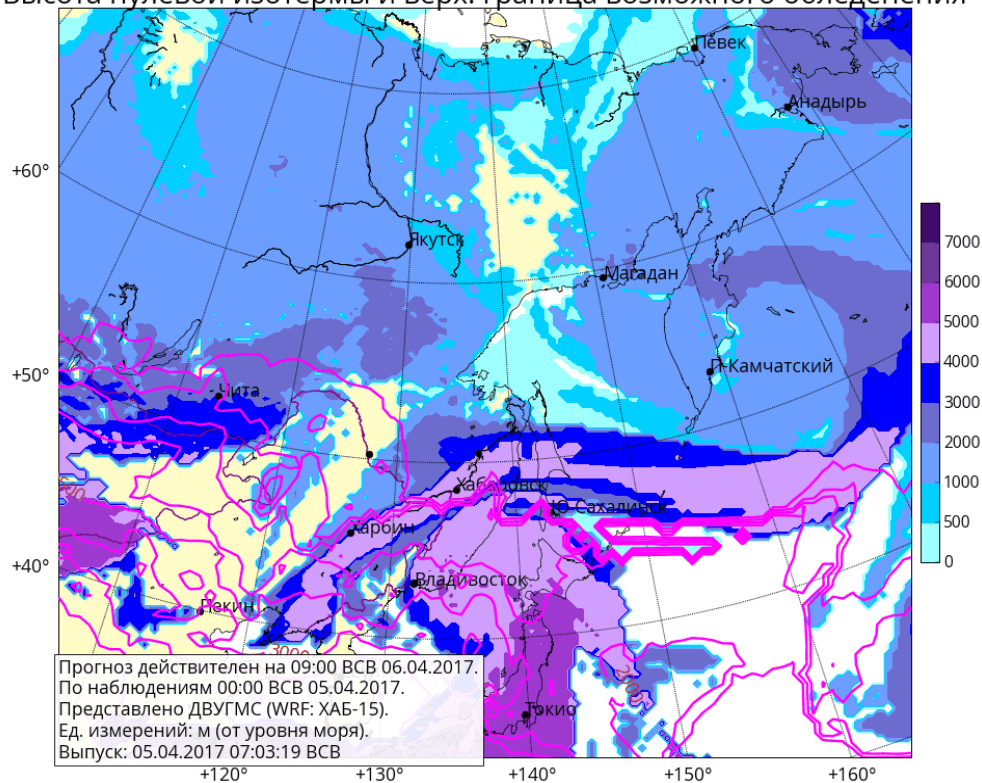 Высота нулевой изотермы и верх. граница возможного обледенения
Певек
Анадырь
+60°
Якутск
Магадан
7000
6000
5000
4000
3000
2000
1000
500
0
+50°
П-Камчатский
Чита
Хабаровск
Ю-Сахалинск
Харбин
+40°
Владивосток
Пекин
3000
2000
Токио
Прогноз действителен на 09:00 ВСВ 06.04.2017.
По наблюдениям 00:00 ВСВ 05.04.2017.
Представлено ДВУГМС (WRF: ХАБ-15).
Ед. измерений: м (от уровня моря).
Выпуск: 05.04.2017 07:03:19 ВСВ
+120°
+130°
+140°
+150°
+160°